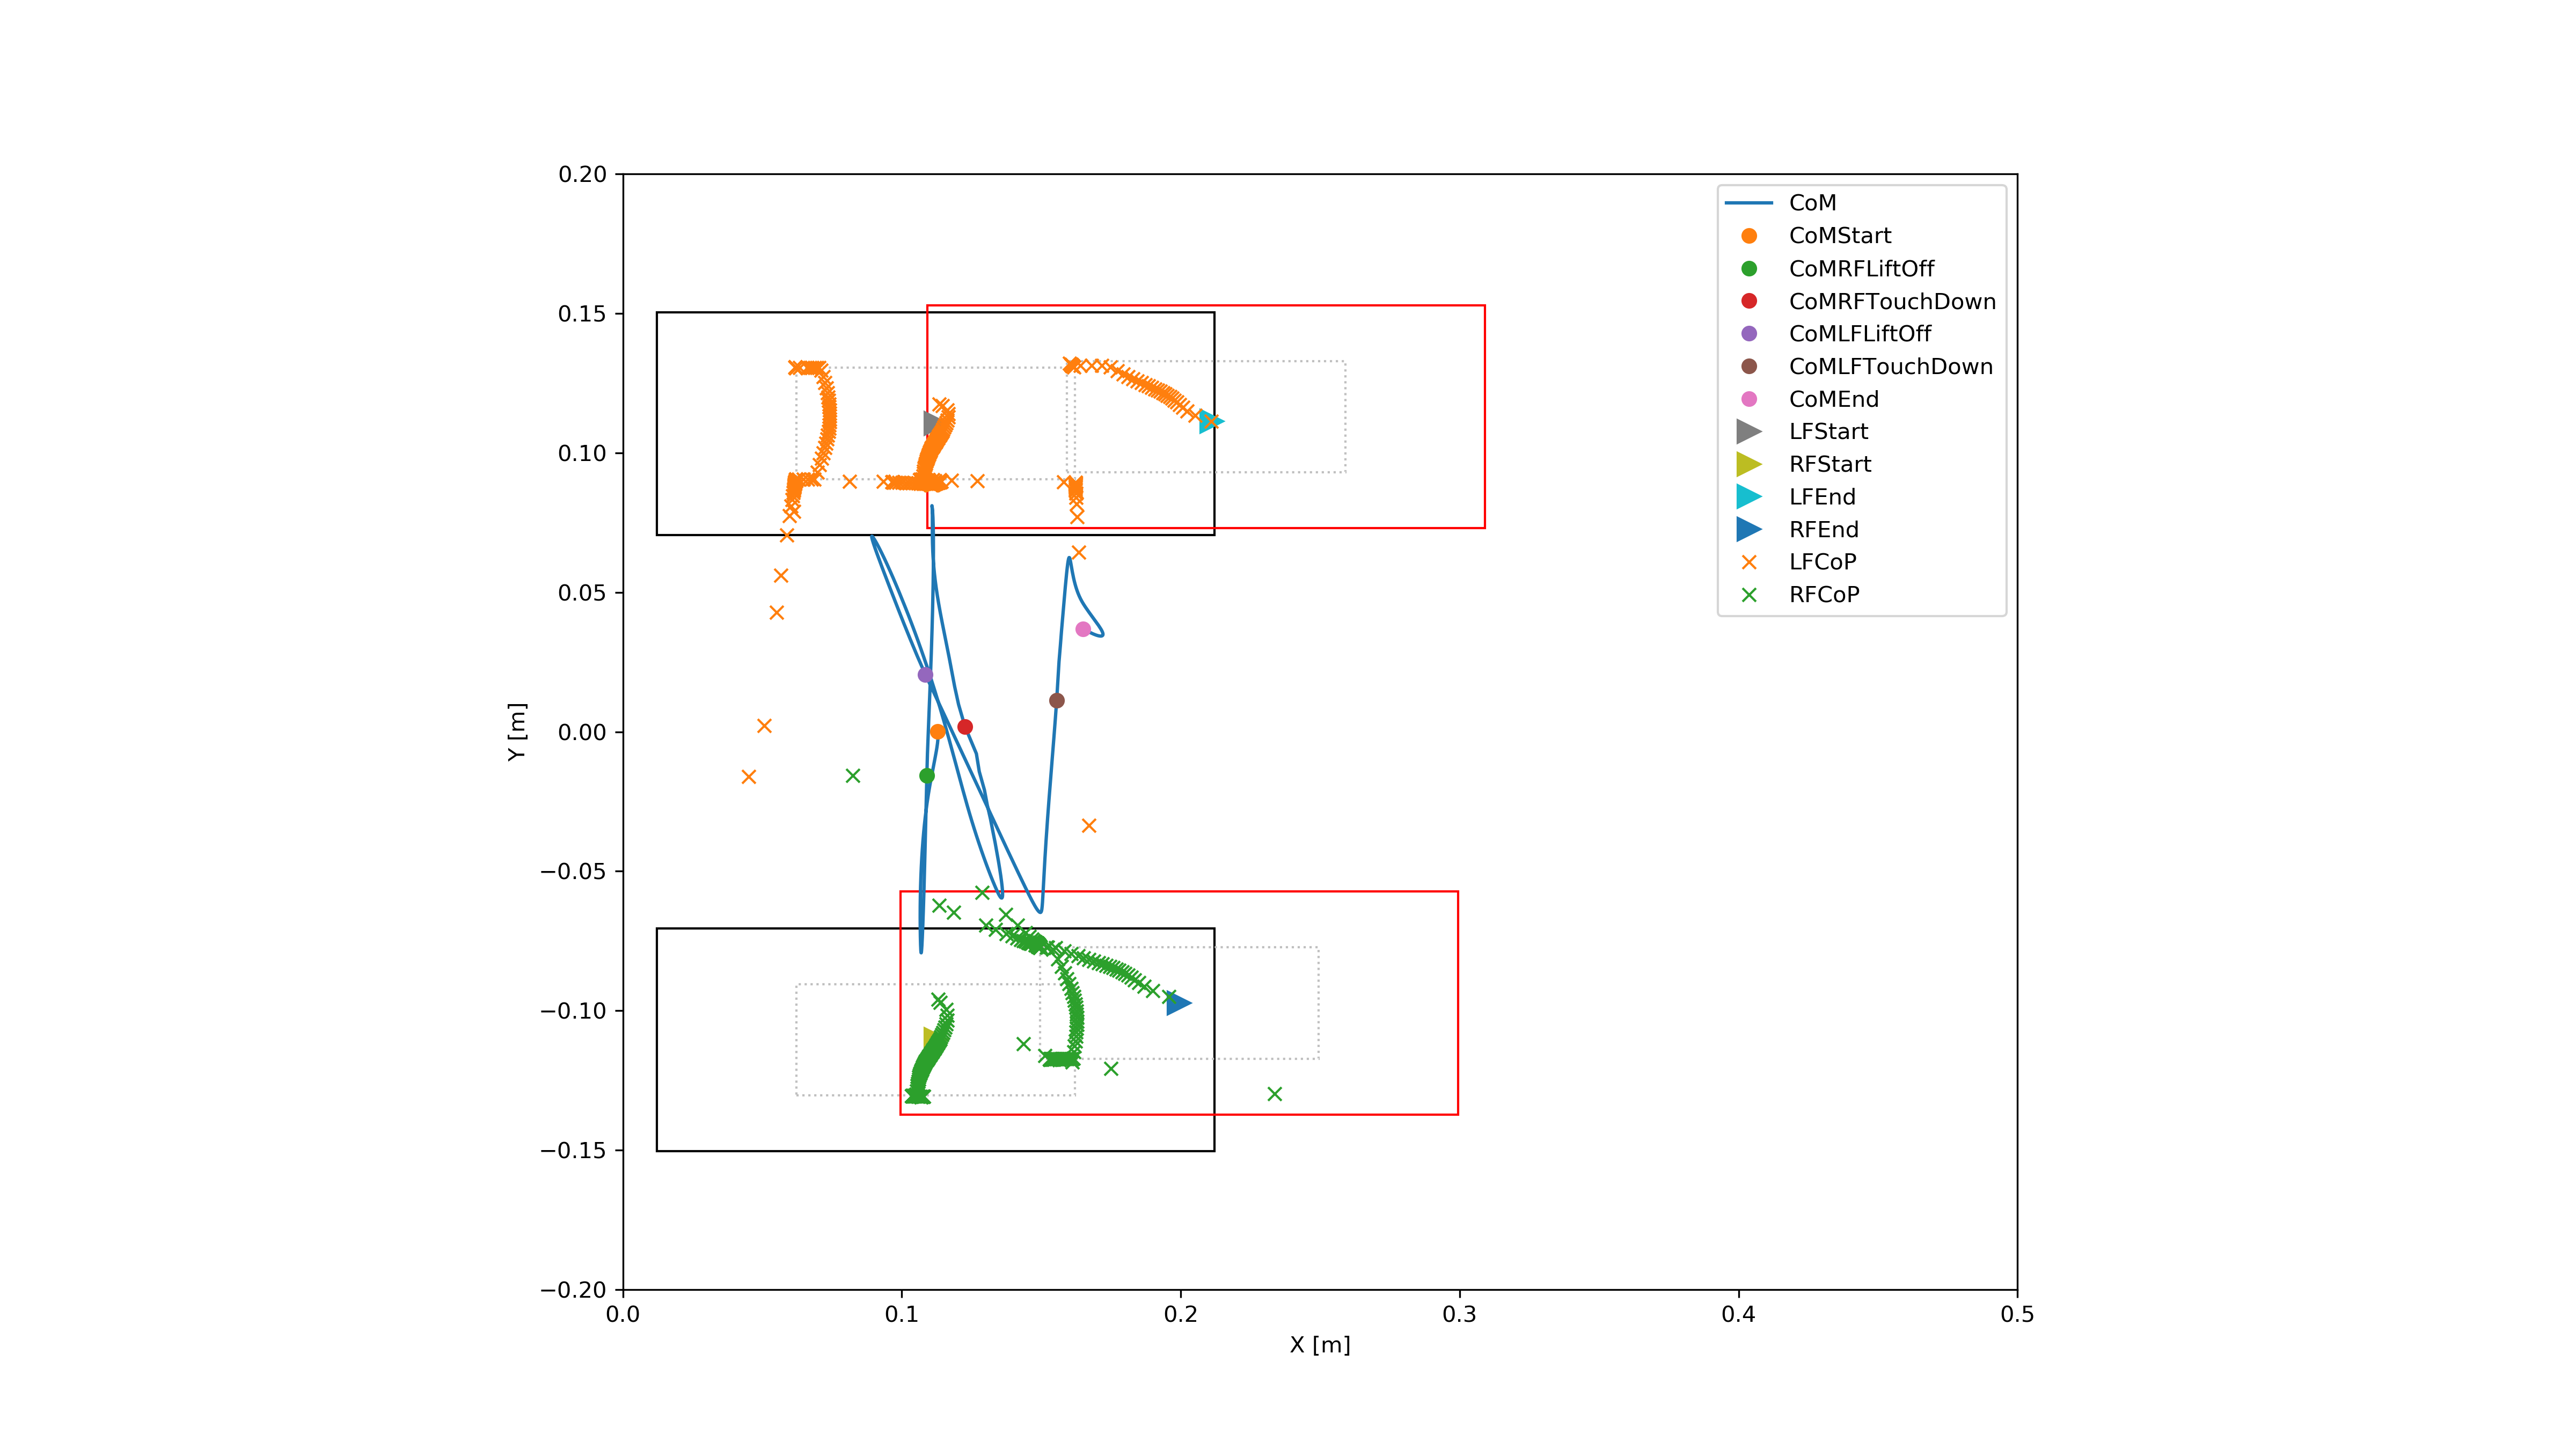 0.20
0.15
0.10
0.05
0.00
−0.05
−0.10
−0.15
−0.20
Y [m]
0.0 0.1 0.2 0.3 0.4 0.5
X [m]
CoM
CoMStart
CoMRFLiftOff
CoMRFTouchDown
CoMLFLiftOff
CoMLFTouchDown
CoMEnd
LFStart
RFStart
LFEnd
RFEnd
LFCoP
RFCoP